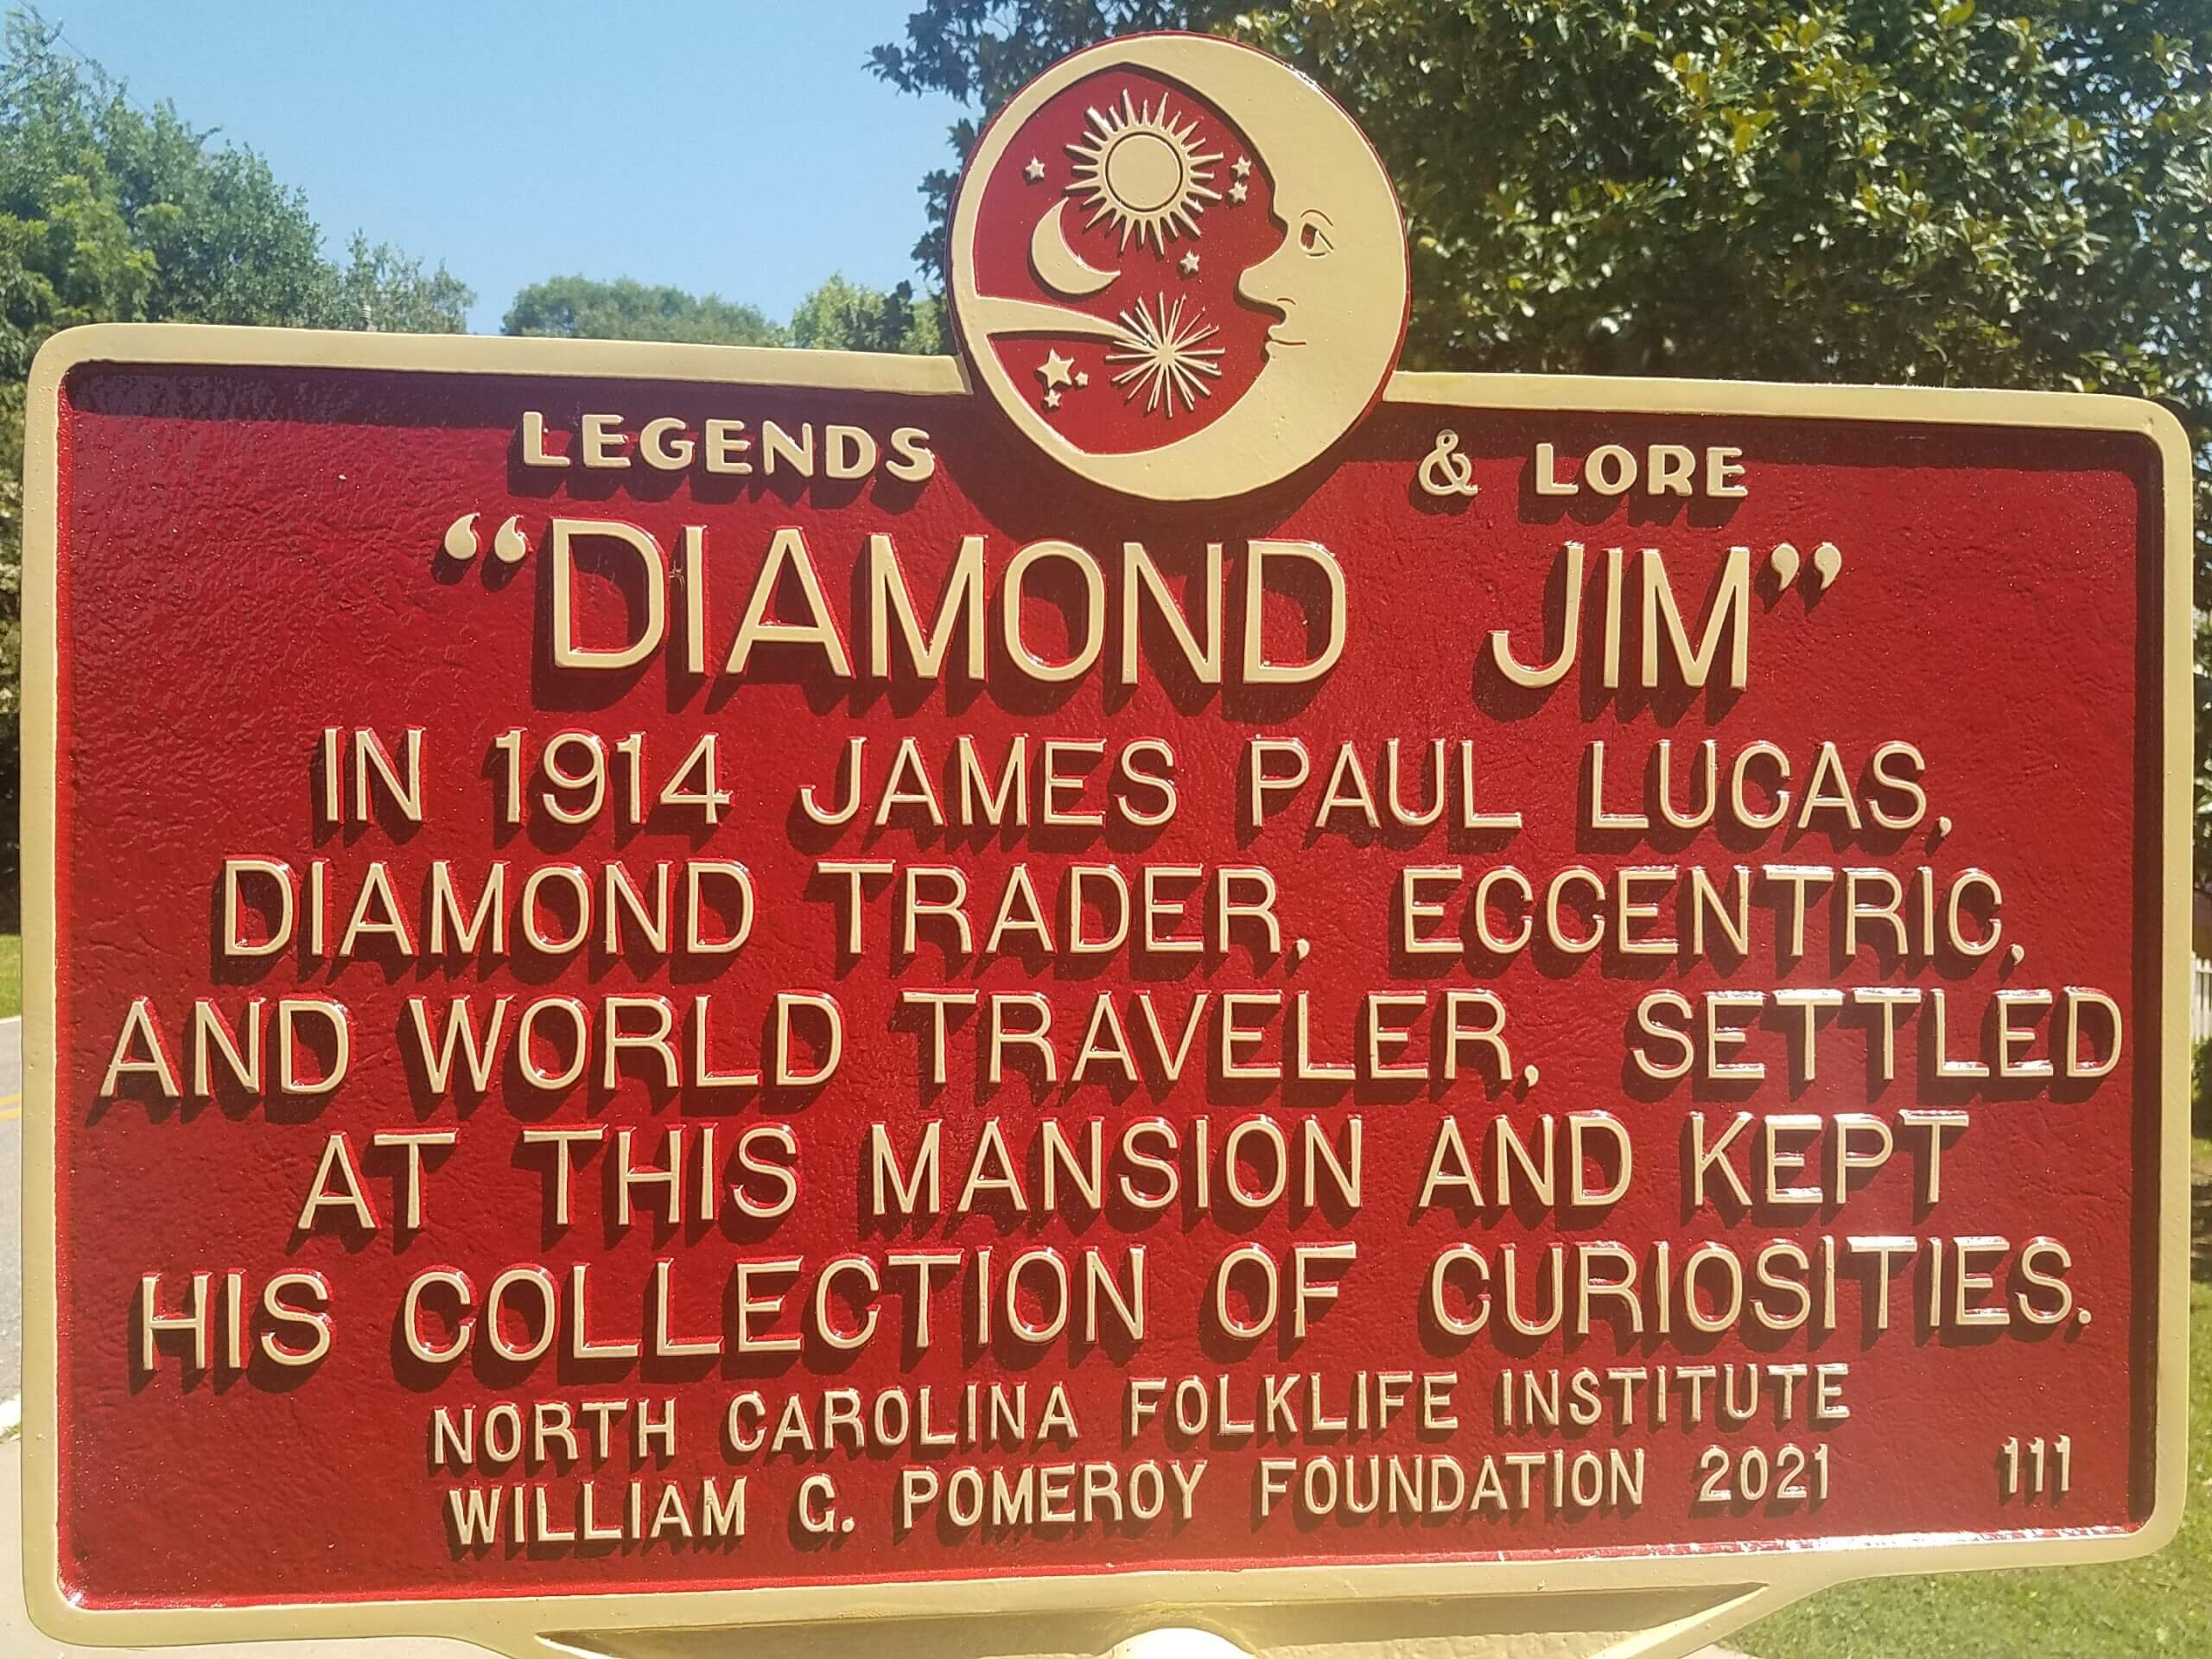 LEGENDS & LORE
“DIAMOND JIM”
IN 1914 JAMES PAUL LUCAS,
DIAMOND TRADER, ECCENTRIC,
AND WORLD TRAVELER, SETTLED
AT THIS MANSION AND KEPT
HIS COLLECTION OF CURIOSITIES.
NORTH CAROLINA FOLKLIFE INSTITUTE
WILLIAM G. POMEROY FOUNDATION 2021 111